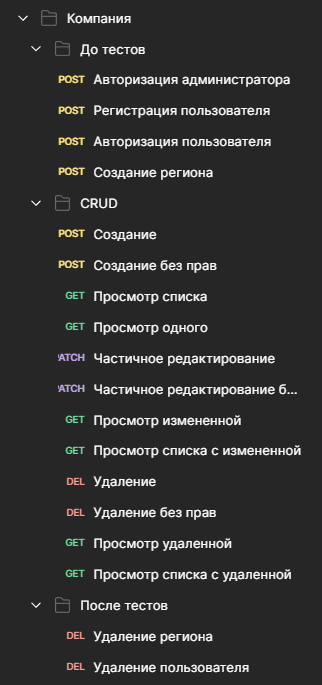 Компания
До тестов
POST Авторизация администратора
POST Регистрация пользователя
POST Авторизация пользователя
POST Создание региона
CRUD
POST Создание
POST Создание без прав
GET Просмотр списка
GET Просмотр одного
ATCH Частичное редактирование
ATCH Частичное редактирование б...
GET Просмотр измененной
GET Просмотр списка с измененной
DEL Удаление
DEL Удаление без прав
GET Просмотр удаленной
GET Просмотр списка с удаленной
После тестов
DEL Удаление региона
DEL Удаление пользователя